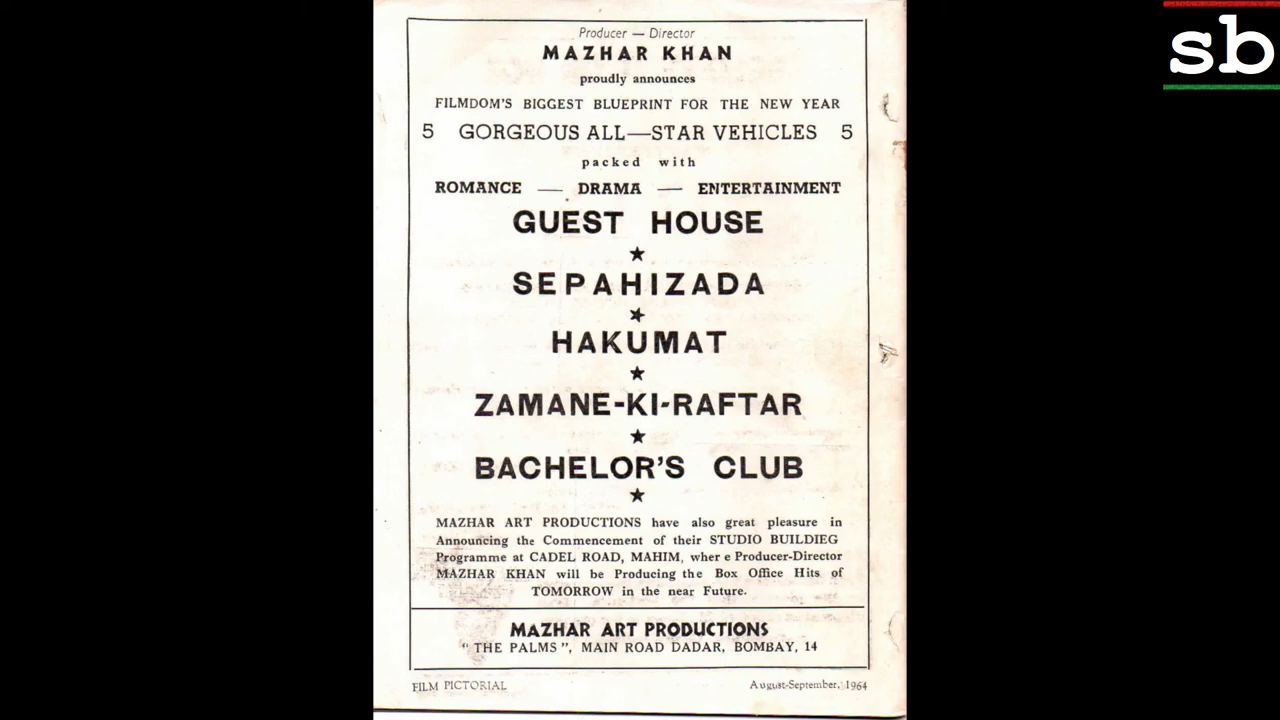 sb
Producer — Director
MAZHAR KHAN
proudly announces
FILMDOM'S BIGGEST BLUEPRINT FOR THE NEW YEAR
5 GORGEOUS ALL—STAR VEHICLES 5
packed with
ROMANCE — DRAMA — ENTERTAINMENT
GUEST HOUSE
★
SEPAHIZADA
★
HAKUMAT
★
ZAMANE-KI-RAFTAR
★
BACHELOR'S CLUB
★
MAZHAR ART PRODUCTIONS have also great pleasure in
Announcing the Commencement of their STUDIO BUILDIEG
Programme at CADEL ROAD, MAHIM, wher e Producer-Director
MAZHAR KHAN will be Producing the Box Office Hits of
TOMORROW in the near Future.
MAZHAR ART PRODUCTIONS
" THE PALMS ", MAIN ROAD DADAR, BOMBAY, 14
FILM PICTORIAL
August-September, 1964